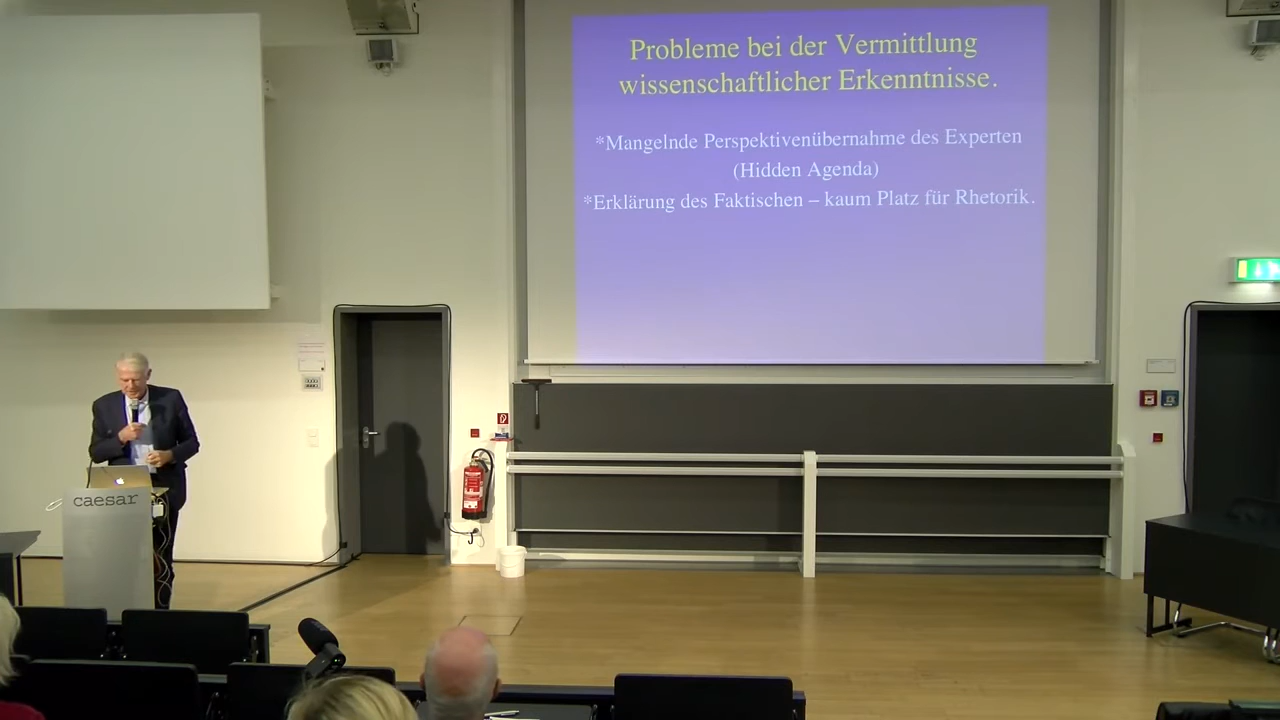 Probleme bei der Vermittlung
wissenschaftlicher Erkenntnisse.
*Mangelnde Perspektivenübernahme des Experten
(Hidden Agenda)
*Erklärung des Faktischen – kaum Platz für Rhetorik.
caesar